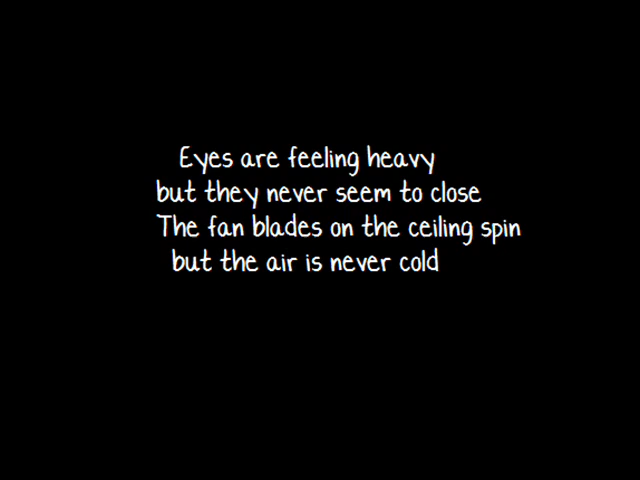 Eyes are feeling heavy
but they never seem to close
The fan blades on the ceiling spin
but the air is never cold